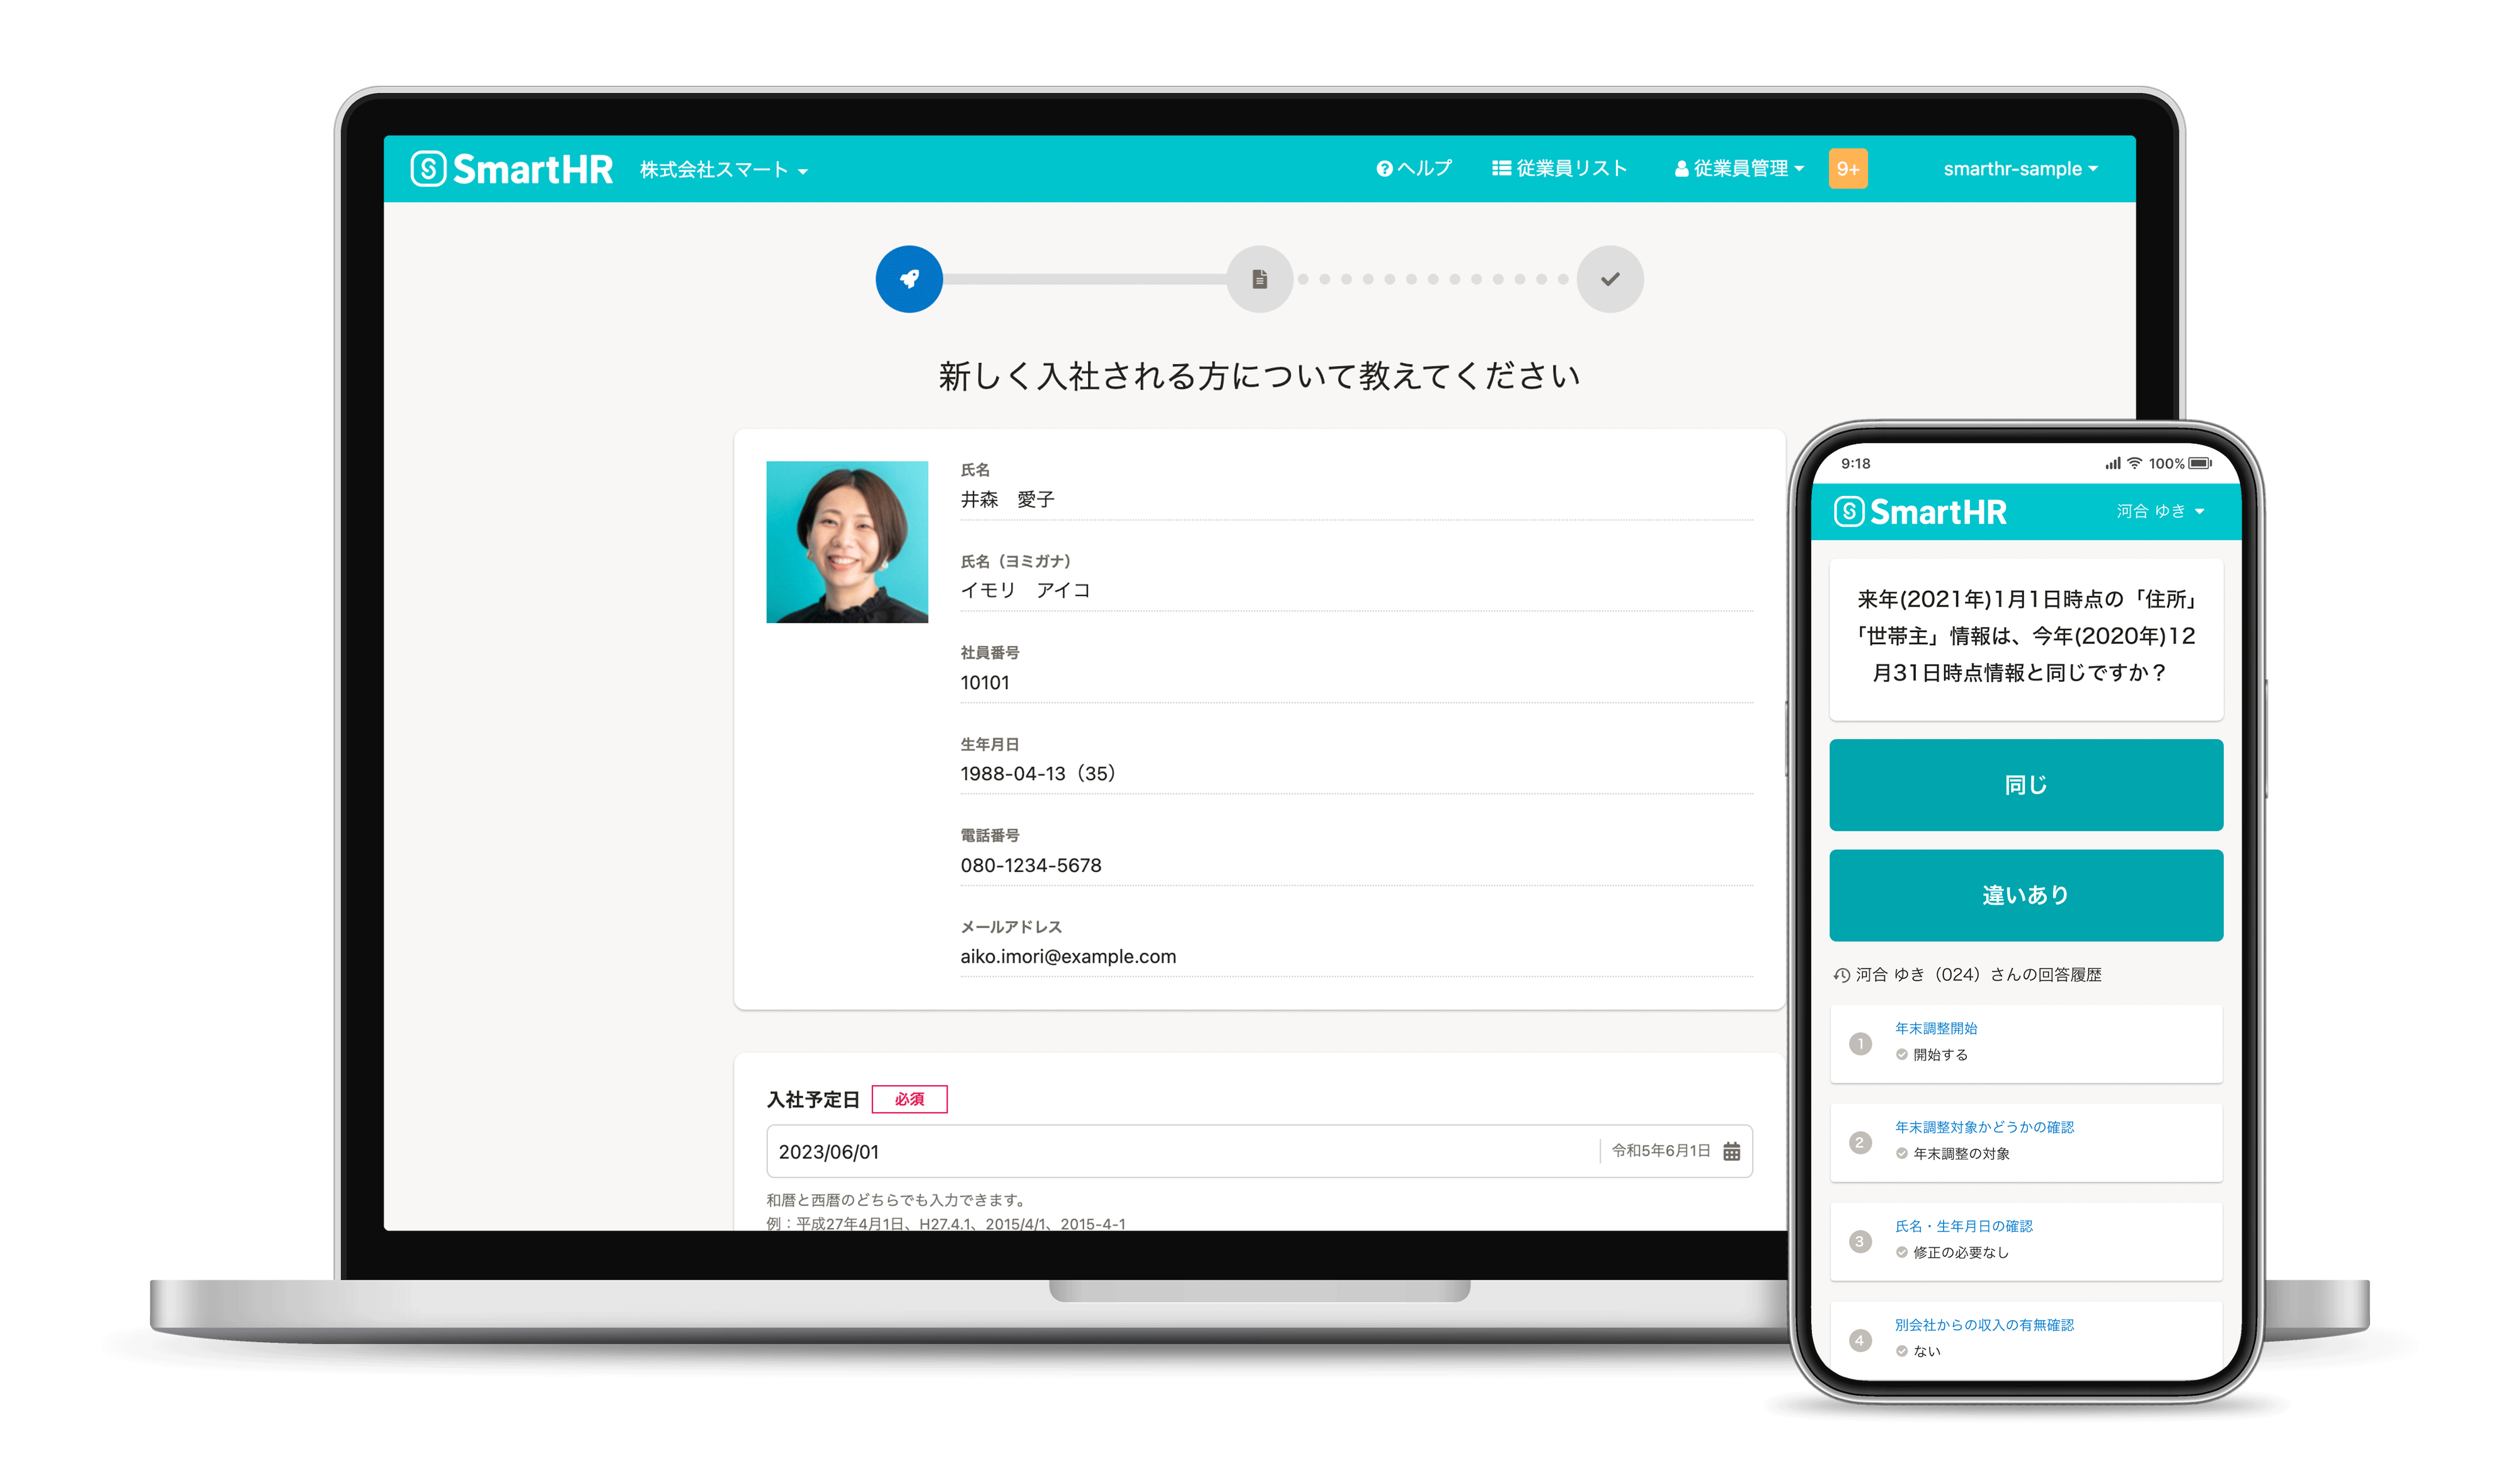 SmartHR 株式会社スマート ヘルプ 従業員リスト 従業員管理 9+ smarthr-sample
新しく入社される方について教えてください
氏名
井森　愛子
氏名（ヨミガナ）
イモリ　アイコ
社員番号
10101
生年月日
1988-04-13（35）
電話番号
080-1234-5678
メールアドレス
aiko.imori@example.com
入社予定日 必須
2023/06/01 令和5年6月1日
和暦と西暦のどちらでも入力できます。
例：平成27年4月1日、H27.4.1、2015/4/1、2015-4-1
9:18 100%
SmartHR 河合 ゆき
来年(2021年)1月1日時点の「住所」
「世帯主」情報は、今年(2020年)12
月31日時点情報と同じですか？
同じ
違いあり
河合 ゆき（024）さんの回答履歴
1 年末調整開始
開始する
2 年末調整対象かどうかの確認
年末調整の対象
3 氏名・生年月日の確認
修正の必要なし
4 別会社からの収入の有無確認
ない